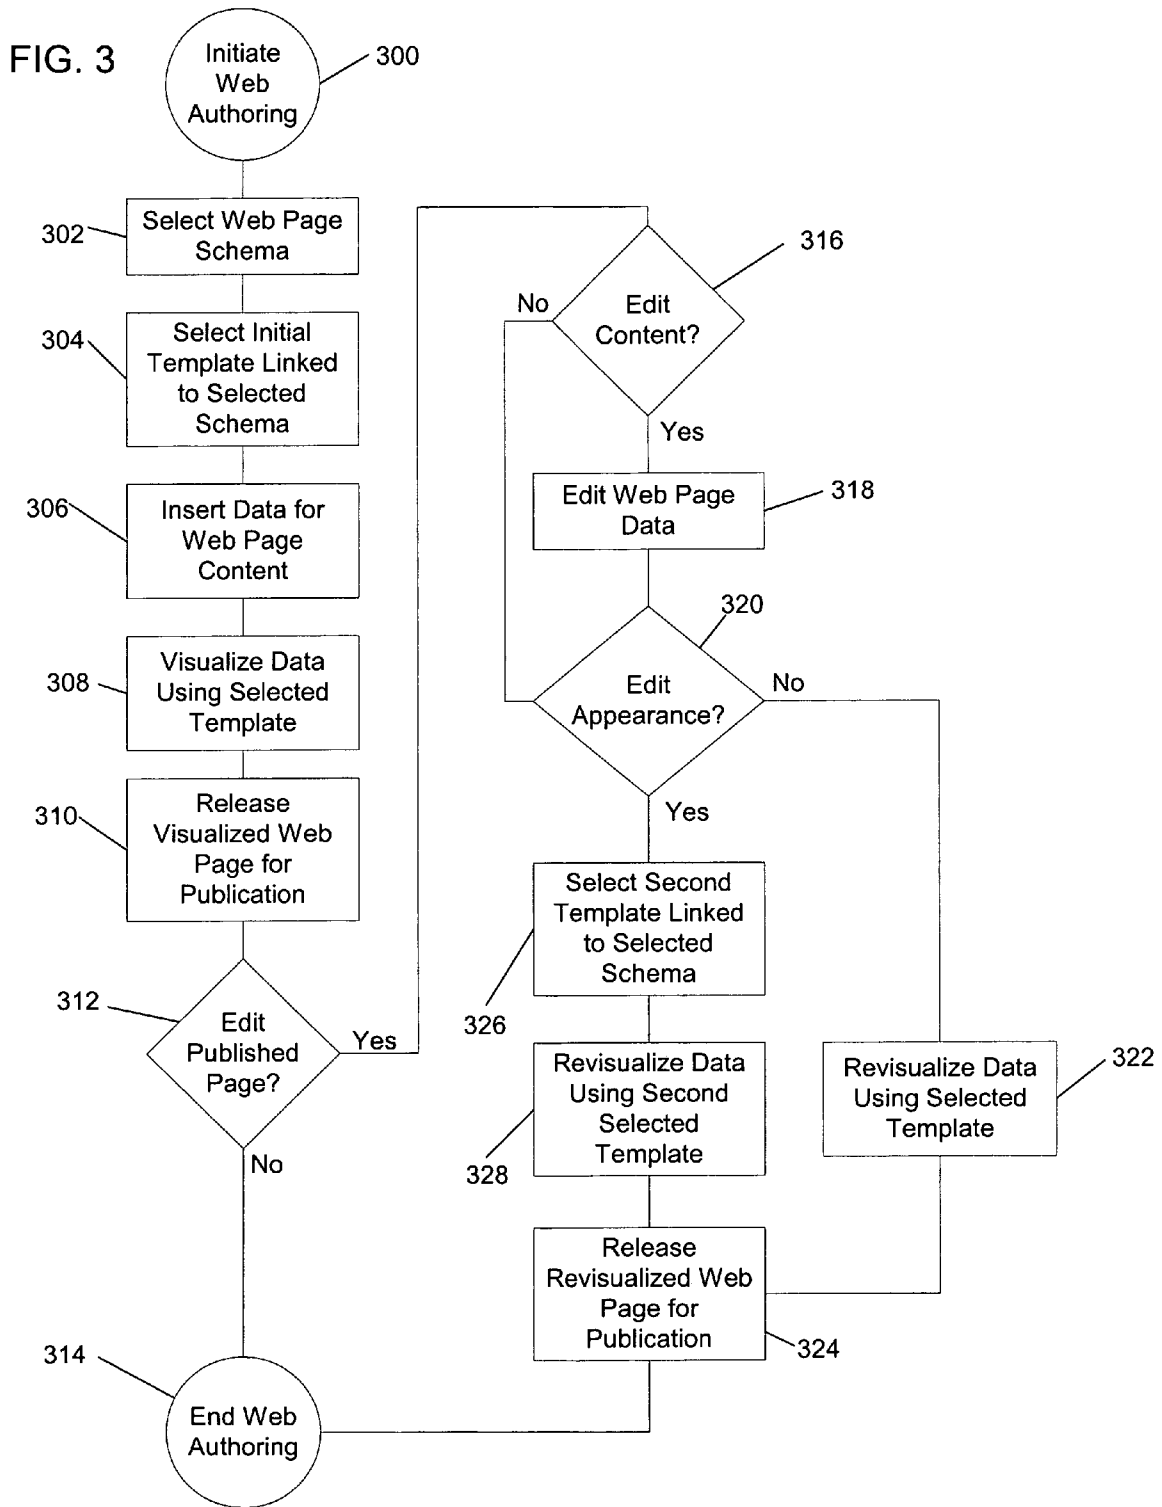 FIG. 3
Initiate
Web
Authoring
300
302
Select Web Page
Schema
304
Select Initial
Template Linked
to Selected
Schema
306
Insert Data for
Web Page
Content
308
Visualize Data
Using Selected
Template
310
Release
Visualized Web
Page for
Publication
312
Edit
Published
Page?
Yes
No
314
End Web
Authoring
316
Edit
Content?
No
Yes
318
Edit Web Page
Data
320
Edit
Appearance?
No
Yes
326
Select Second
Template Linked
to Selected
Schema
328
Revisualize Data
Using Second
Selected
Template
322
Revisualize Data
Using Selected
Template
Release
Revisualized Web
Page for
Publication
324